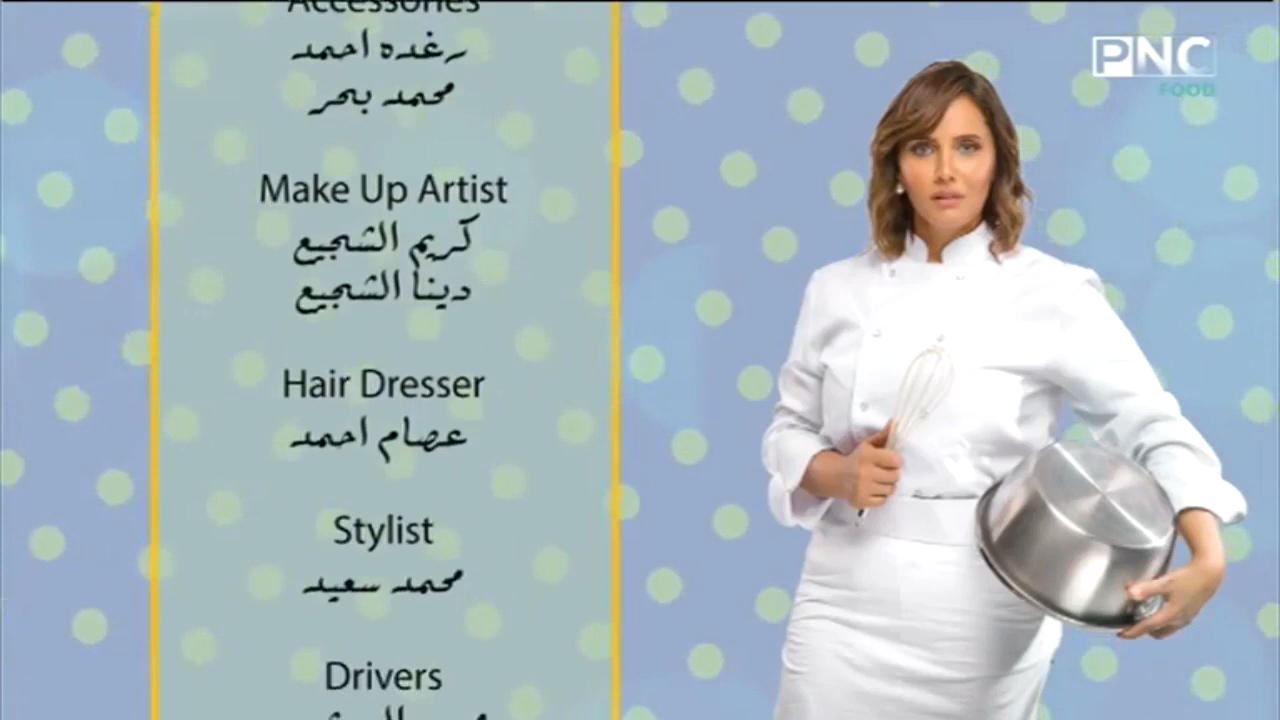 Accessories
رغده احمد
محمد بحر
Make Up Artist
كريم الشجيع
دينا الشجيع
Hair Dresser
عصام احمد
Stylist
محمد سعيد
Drivers
PNC
FOOD